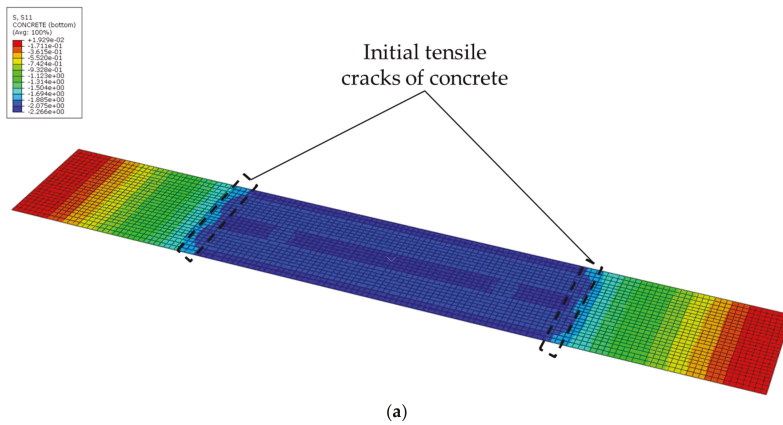 S, S11
CONCRETE (bottom)
(Avg: 100%)
+1.929e-02
-1.711e-01
-3.615e-01
-5.520e-01
-7.424e-01
-9.328e-01
-1.123e+00
-1.314e+00
-1.504e+00
-1.694e+00
-1.885e+00
-2.075e+00
-2.266e+00
Initial tensile
cracks of concrete
(a)